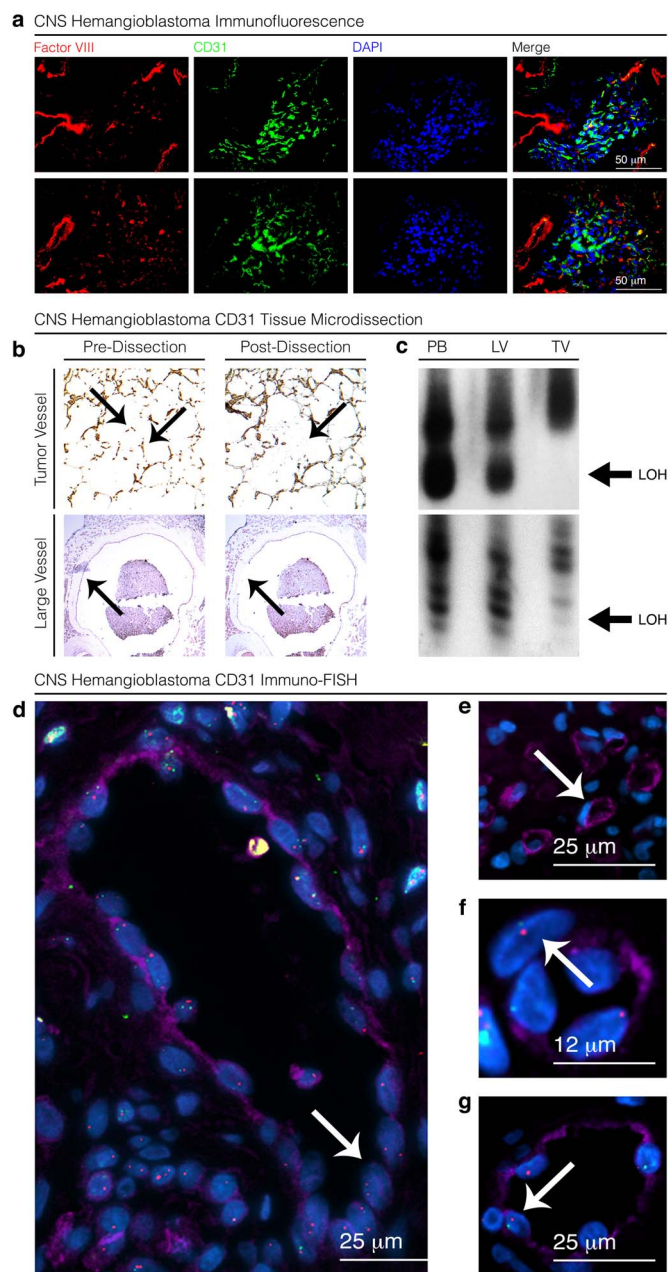 a CNS Hemangioblastoma Immunofluorescence
Factor VIII CD31 DAPI Merge
50 µm
50 µm
CNS Hemangioblastoma CD31 Tissue Microdissection
b Pre-Dissection Post-Dissection c PB LV TV
Tumor Vessel
LOH
Large Vessel
LOH
CNS Hemangioblastoma CD31 Immuno-FISH
d e
25 µm
f
12 µm
g
25 µm
25 µm